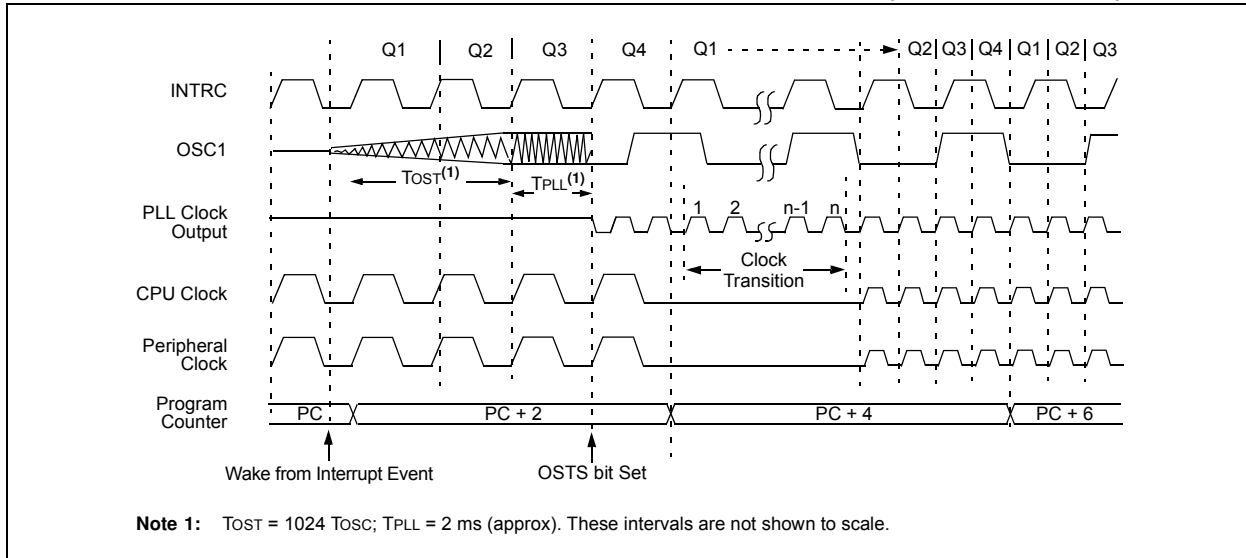 Q1 Q2 Q3 Q4 Q1 Q2 Q3 Q4 Q1 Q2 Q3
INTRC
OSC1
TOST(1) TPLL(1)
PLL Clock
Output
1 2 n-1 n
Clock
Transition
CPU Clock
Peripheral
Clock
Program
Counter
PC PC + 2 PC + 4 PC + 6
Wake from Interrupt Event OSTS bit Set
Note 1: TOST = 1024 TOSC; TPLL = 2 ms (approx). These intervals are not shown to scale.